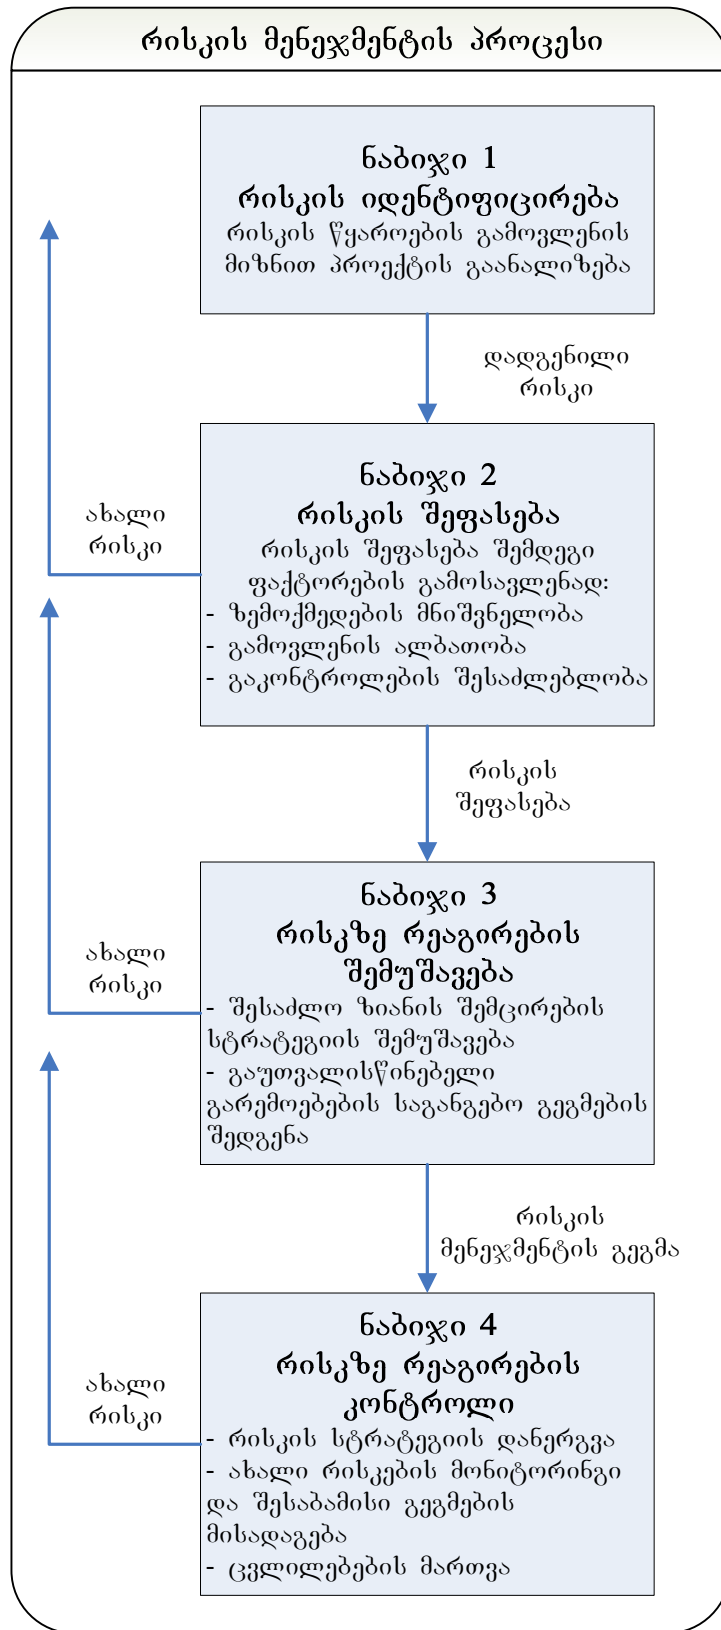 რისკის მენეჯმენტის პროცესი
ნაბიჯი 1
რისკის იდენტიფიცირება
რისკის წყაროების გამოვლენის
მიზნით პროექტის გაანალიზება
დადგენილი
რისკი
ნაბიჯი 2
რისკის შეფასება
რისკის შეფასება შემდეგი
ფაქტორების გამოსავლენად:
- ზემოქმედების მნიშვნელობა
- გამოვლენის ალბათობა
- გაკონტროლების შესაძლებლობა
ახალი
რისკი
რისკის
შეფასება
ნაბიჯი 3
რისკზე რეაგირების
შემუშავება
- შესაძლო ზიანის შემცირების
სტრატეგიის შემუშავება
- გაუთვალისწინებელი
გარემოებების საგანგებო გეგმების
შედგენა
ახალი
რისკი
რისკის
მენეჯმენტის გეგმა
ნაბიჯი 4
რისკზე რეაგირების
კონტროლი
- რისკის სტრატეგიის დანერგვა
- ახალი რისკების მონიტორინგი
და შესაბამისი გეგმების
მისადაგება
- ცვლილებების მართვა
ახალი
რისკი